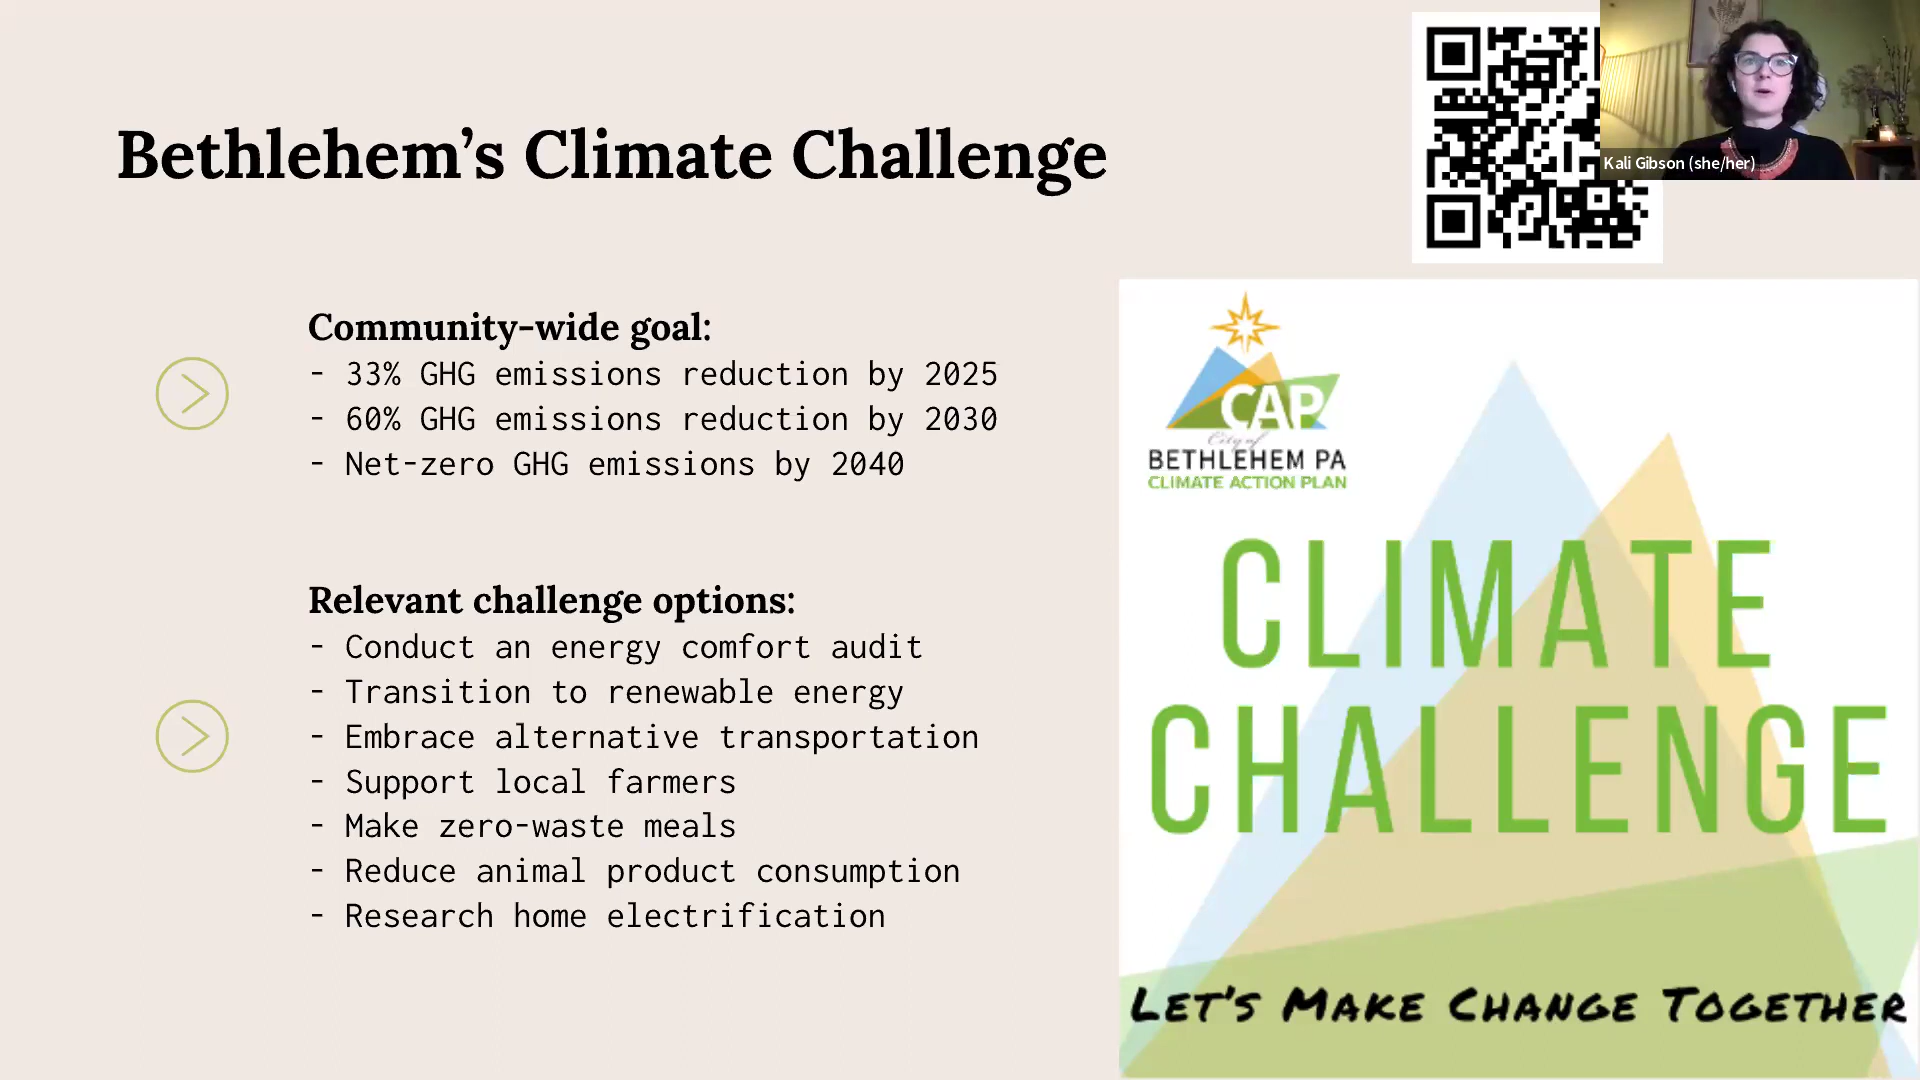 Bethlehem’s Climate Challenge
Kali Gibson (she/her)
Community-wide goal:
- 33% GHG emissions reduction by 2025
- 60% GHG emissions reduction by 2030
- Net-zero GHG emissions by 2040
Relevant challenge options:
- Conduct an energy comfort audit
- Transition to renewable energy
- Embrace alternative transportation
- Support local farmers
- Make zero-waste meals
- Reduce animal product consumption
- Research home electrification
CAP
City of
BETHLEHEM PA
CLIMATE ACTION PLAN
CLIMATE
CHALLENGE
LET'S MAKE CHANGE TOGETHER